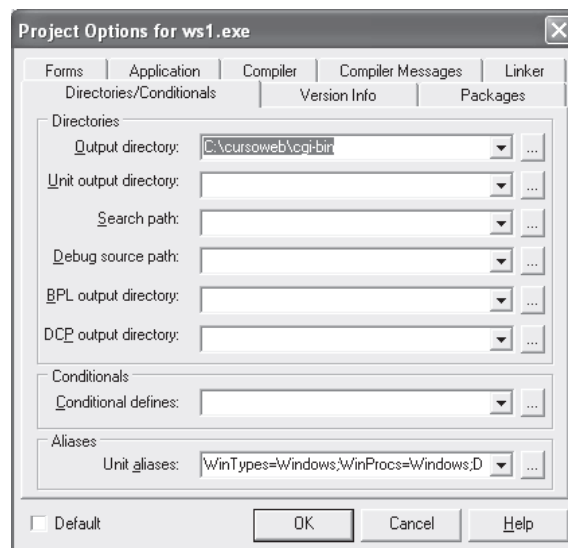 Project Options for ws1.exe
Forms Application Compiler Compiler Messages Linker
Directories/Conditionals Version Info Packages
Directories
Output directory: C:\cursoweb\cgi-bin ...
Unit output directory: ...
Search path: ...
Debug source path: ...
BPL output directory: ...
DCP output directory: ...
Conditionals
Conditional defines: ...
Aliases
Unit aliases: WinTypes=Windows;WinProcs=Windows;D ...
Default OK Cancel Help